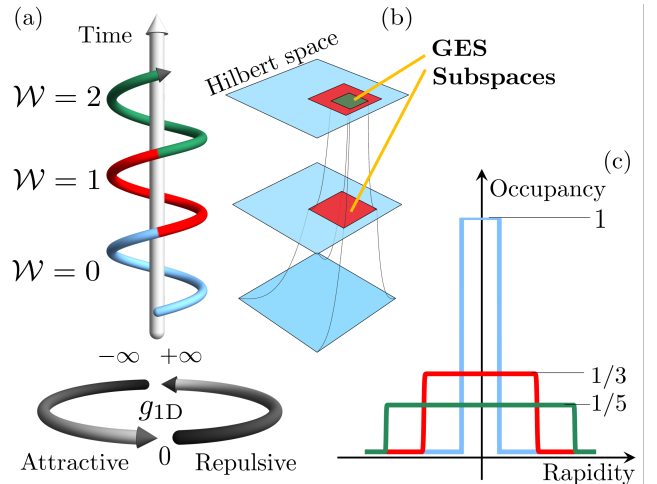 (a)
Time
𝒲 = 2
𝒲 = 1
𝒲 = 0
−∞ +∞
g1D
0
Attractive
Repulsive
(b)
Hilbert space
GES
Subspaces
(c)
Occupancy
1
1/3
1/5
Rapidity